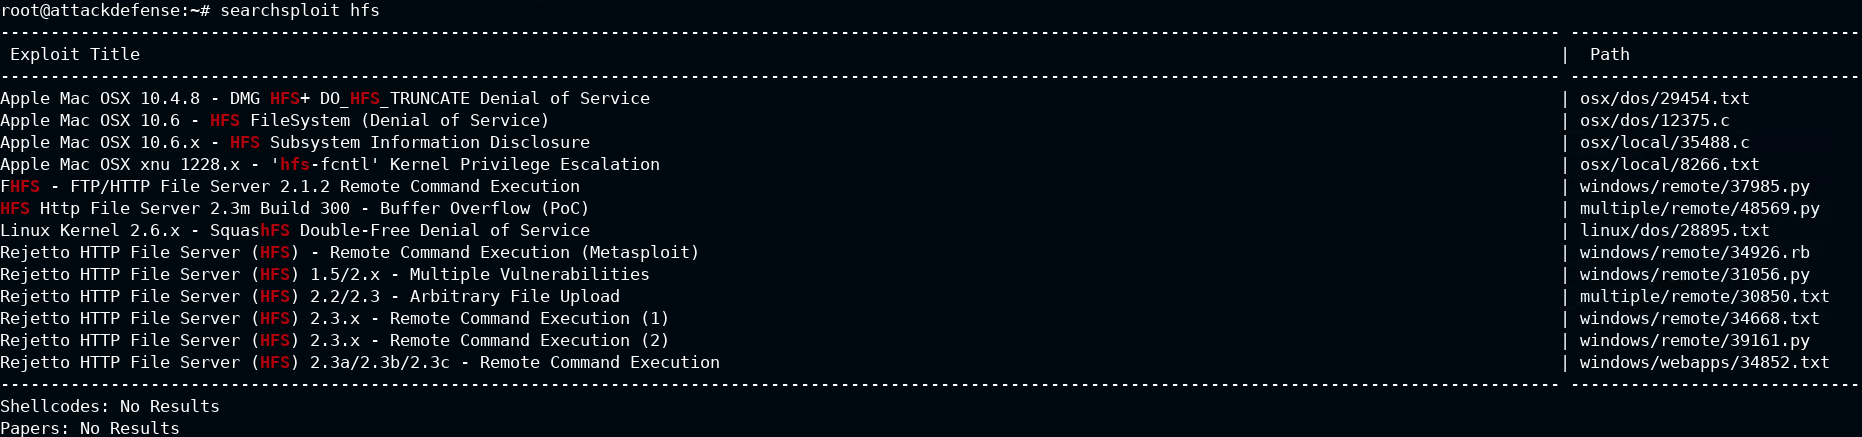 root@attackdefense:~# searchsploit hfs
------------------------------------------------------------------------------------------------------------------------------------------------------------ -----------------------------
 Exploit Title                                                                                                                                              |  Path
------------------------------------------------------------------------------------------------------------------------------------------------------------ -----------------------------
Apple Mac OSX 10.4.8 - DMG HFS+ DO_HFS_TRUNCATE Denial of Service | osx/dos/29454.txt
Apple Mac OSX 10.6 - HFS FileSystem (Denial of Service) | osx/dos/12375.c
Apple Mac OSX 10.6.x - HFS Subsystem Information Disclosure | osx/local/35488.c
Apple Mac OSX xnu 1228.x - 'hfs-fcntl' Kernel Privilege Escalation | osx/local/8266.txt
FHFS - FTP/HTTP File Server 2.1.2 Remote Command Execution | windows/remote/37985.py
HFS Http File Server 2.3m Build 300 - Buffer Overflow (PoC) | multiple/remote/48569.py
Linux Kernel 2.6.x - SquashFS Double-Free Denial of Service | linux/dos/28895.txt
Rejetto HTTP File Server (HFS) - Remote Command Execution (Metasploit) | windows/remote/34926.rb
Rejetto HTTP File Server (HFS) 1.5/2.x - Multiple Vulnerabilities | windows/remote/31056.py
Rejetto HTTP File Server (HFS) 2.2/2.3 - Arbitrary File Upload | multiple/remote/30850.txt
Rejetto HTTP File Server (HFS) 2.3.x - Remote Command Execution (1) | windows/remote/34668.txt
Rejetto HTTP File Server (HFS) 2.3.x - Remote Command Execution (2) | windows/remote/39161.py
Rejetto HTTP File Server (HFS) 2.3a/2.3b/2.3c - Remote Command Execution | windows/webapps/34852.txt
------------------------------------------------------------------------------------------------------------------------------------------------------------ -----------------------------
Shellcodes: No Results
Papers: No Results